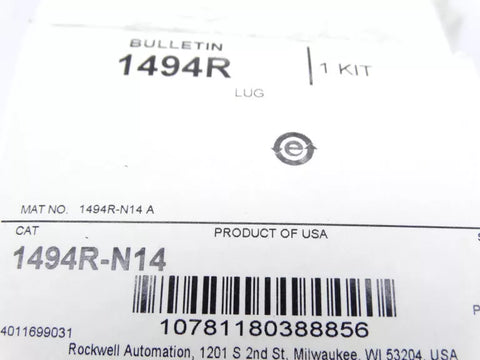 BULLETIN
1494R
1 KIT
LUG
e
MAT NO. 1494R-N14 A
CAT
PRODUCT OF USA
1494R-N14
10781180388856
4011699031
Rockwell Automation, 1201 S 2nd St, Milwaukee, WI 53204, USA